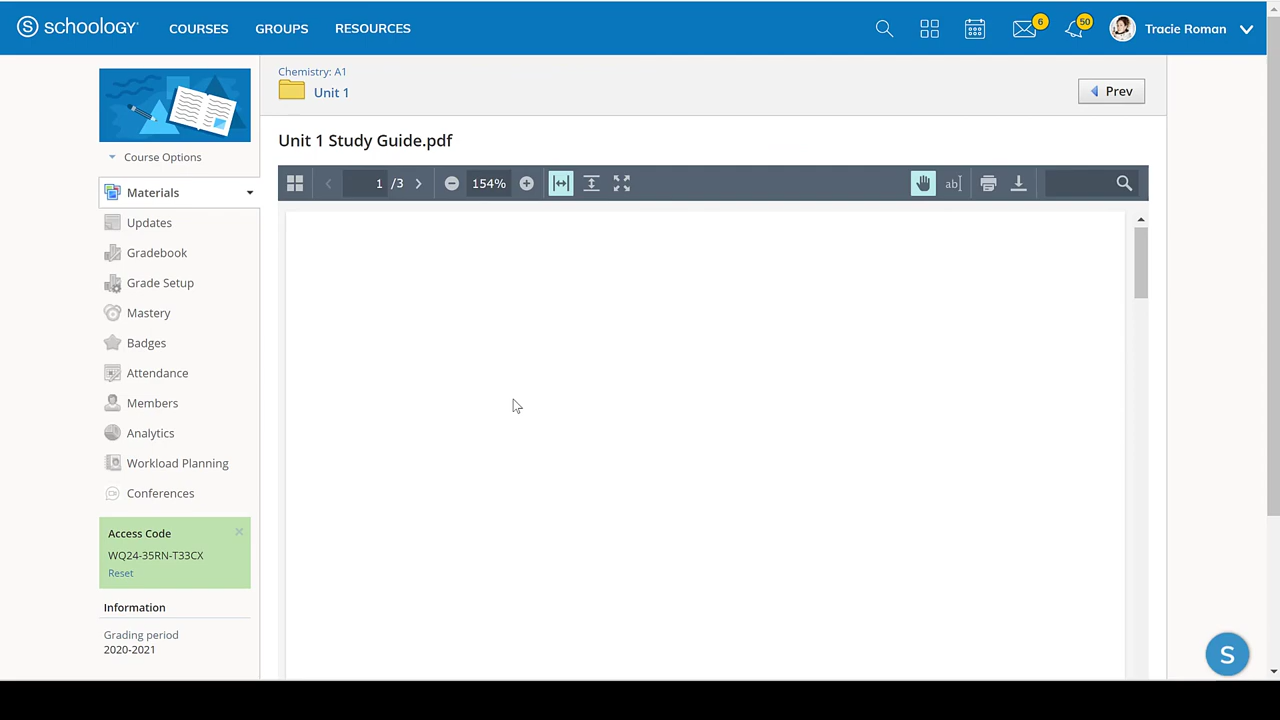 schoology
COURSES
GROUPS
RESOURCES
6
50
Tracie Roman
Chemistry: A1
Unit 1
Prev
Course Options
Unit 1 Study Guide.pdf
1 /3
154%
ab
Materials
Updates
Gradebook
Grade Setup
Mastery
Badges
Attendance
Members
Analytics
Workload Planning
Conferences
Access Code
WQ24-35RN-T33CX
Reset
Information
Grading period
2020-2021
S